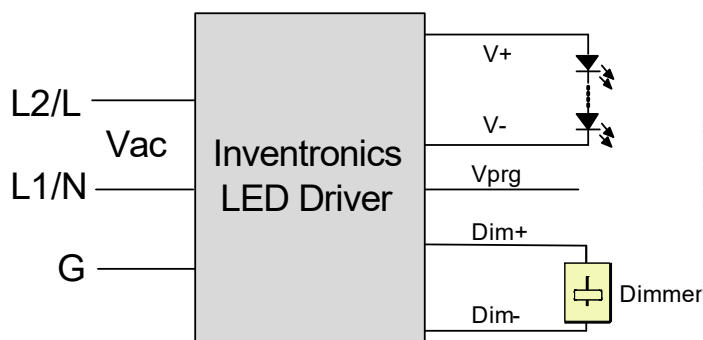 L2/L
Vac
L1/N
G
Inventronics
LED Driver
V+
V-
Vprg
Dim+
Dim-
Dimmer